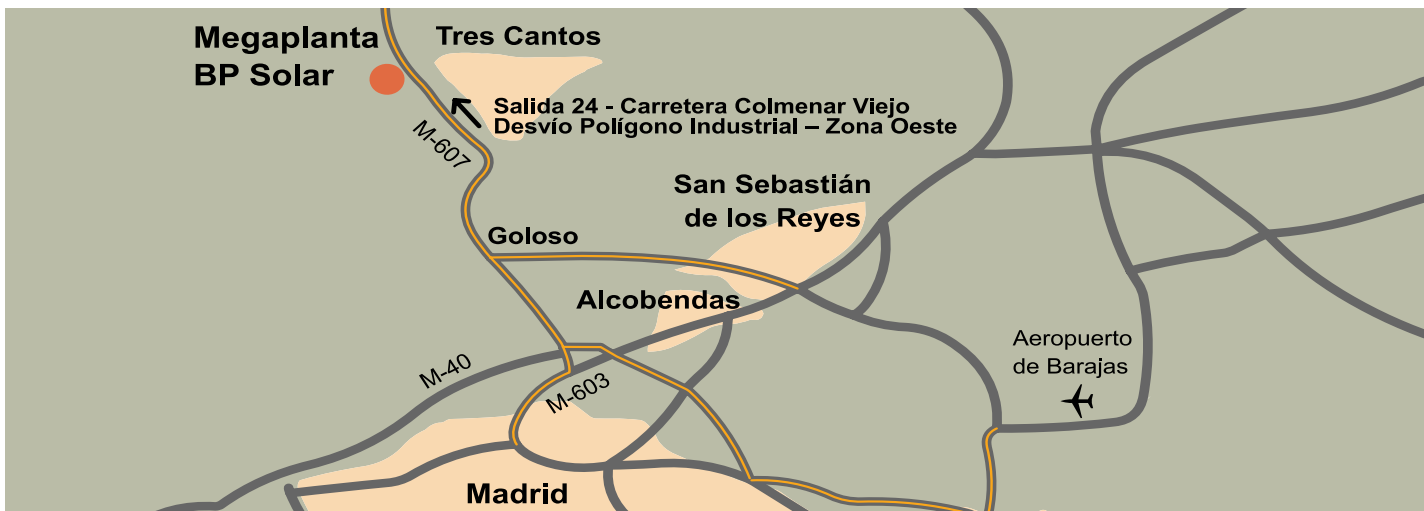 Megaplanta
BP Solar
Tres Cantos
Salida 24 - Carretera Colmenar Viejo
Desvío Polígono Industrial – Zona Oeste
M-607
San Sebastián
de los Reyes
Goloso
Alcobendas
Aeropuerto
de Barajas
M-40
M-603
Madrid